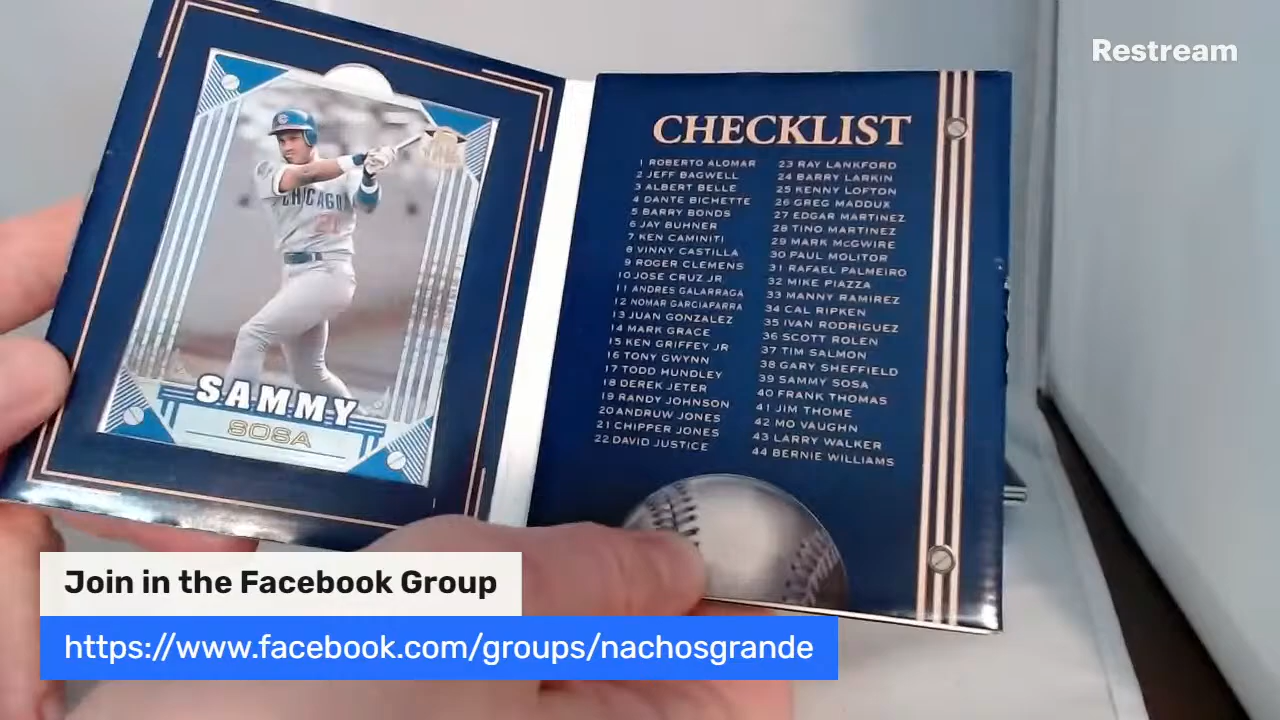 Restream
CHICAGO
SAMMY
SOSA
CHECKLIST
1 ROBERTO ALOMAR
2 JEFF BAGWELL
3 ALBERT BELLE
4 DANTE BICHETTE
5 BARRY BONDS
6 JAY BUHNER
7 KEN CAMINITI
8 VINNY CASTILLA
9 ROGER CLEMENS
10 JOSE CRUZ JR
11 ANDRES GALARRAGA
12 NOMAR GARCIAPARRA
13 JUAN GONZALEZ
14 MARK GRACE
15 KEN GRIFFEY JR
16 TONY GWYNN
17 TODD HUNDLEY
18 DEREK JETER
19 RANDY JOHNSON
20 ANDRUW JONES
21 CHIPPER JONES
22 DAVID JUSTICE
23 RAY LANKFORD
24 BARRY LARKIN
25 KENNY LOFTON
26 GREG MADDUX
27 EDGAR MARTINEZ
28 TINO MARTINEZ
29 MARK McGWIRE
30 PAUL MOLITOR
31 RAFAEL PALMEIRO
32 MIKE PIAZZA
33 MANNY RAMIREZ
34 CAL RIPKEN
35 IVAN RODRIGUEZ
36 SCOTT ROLEN
37 TIM SALMON
38 GARY SHEFFIELD
39 SAMMY SOSA
40 FRANK THOMAS
41 JIM THOME
42 MO VAUGHN
43 LARRY WALKER
44 BERNIE WILLIAMS
Join in the Facebook Group
https://www.facebook.com/groups/nachosgrande